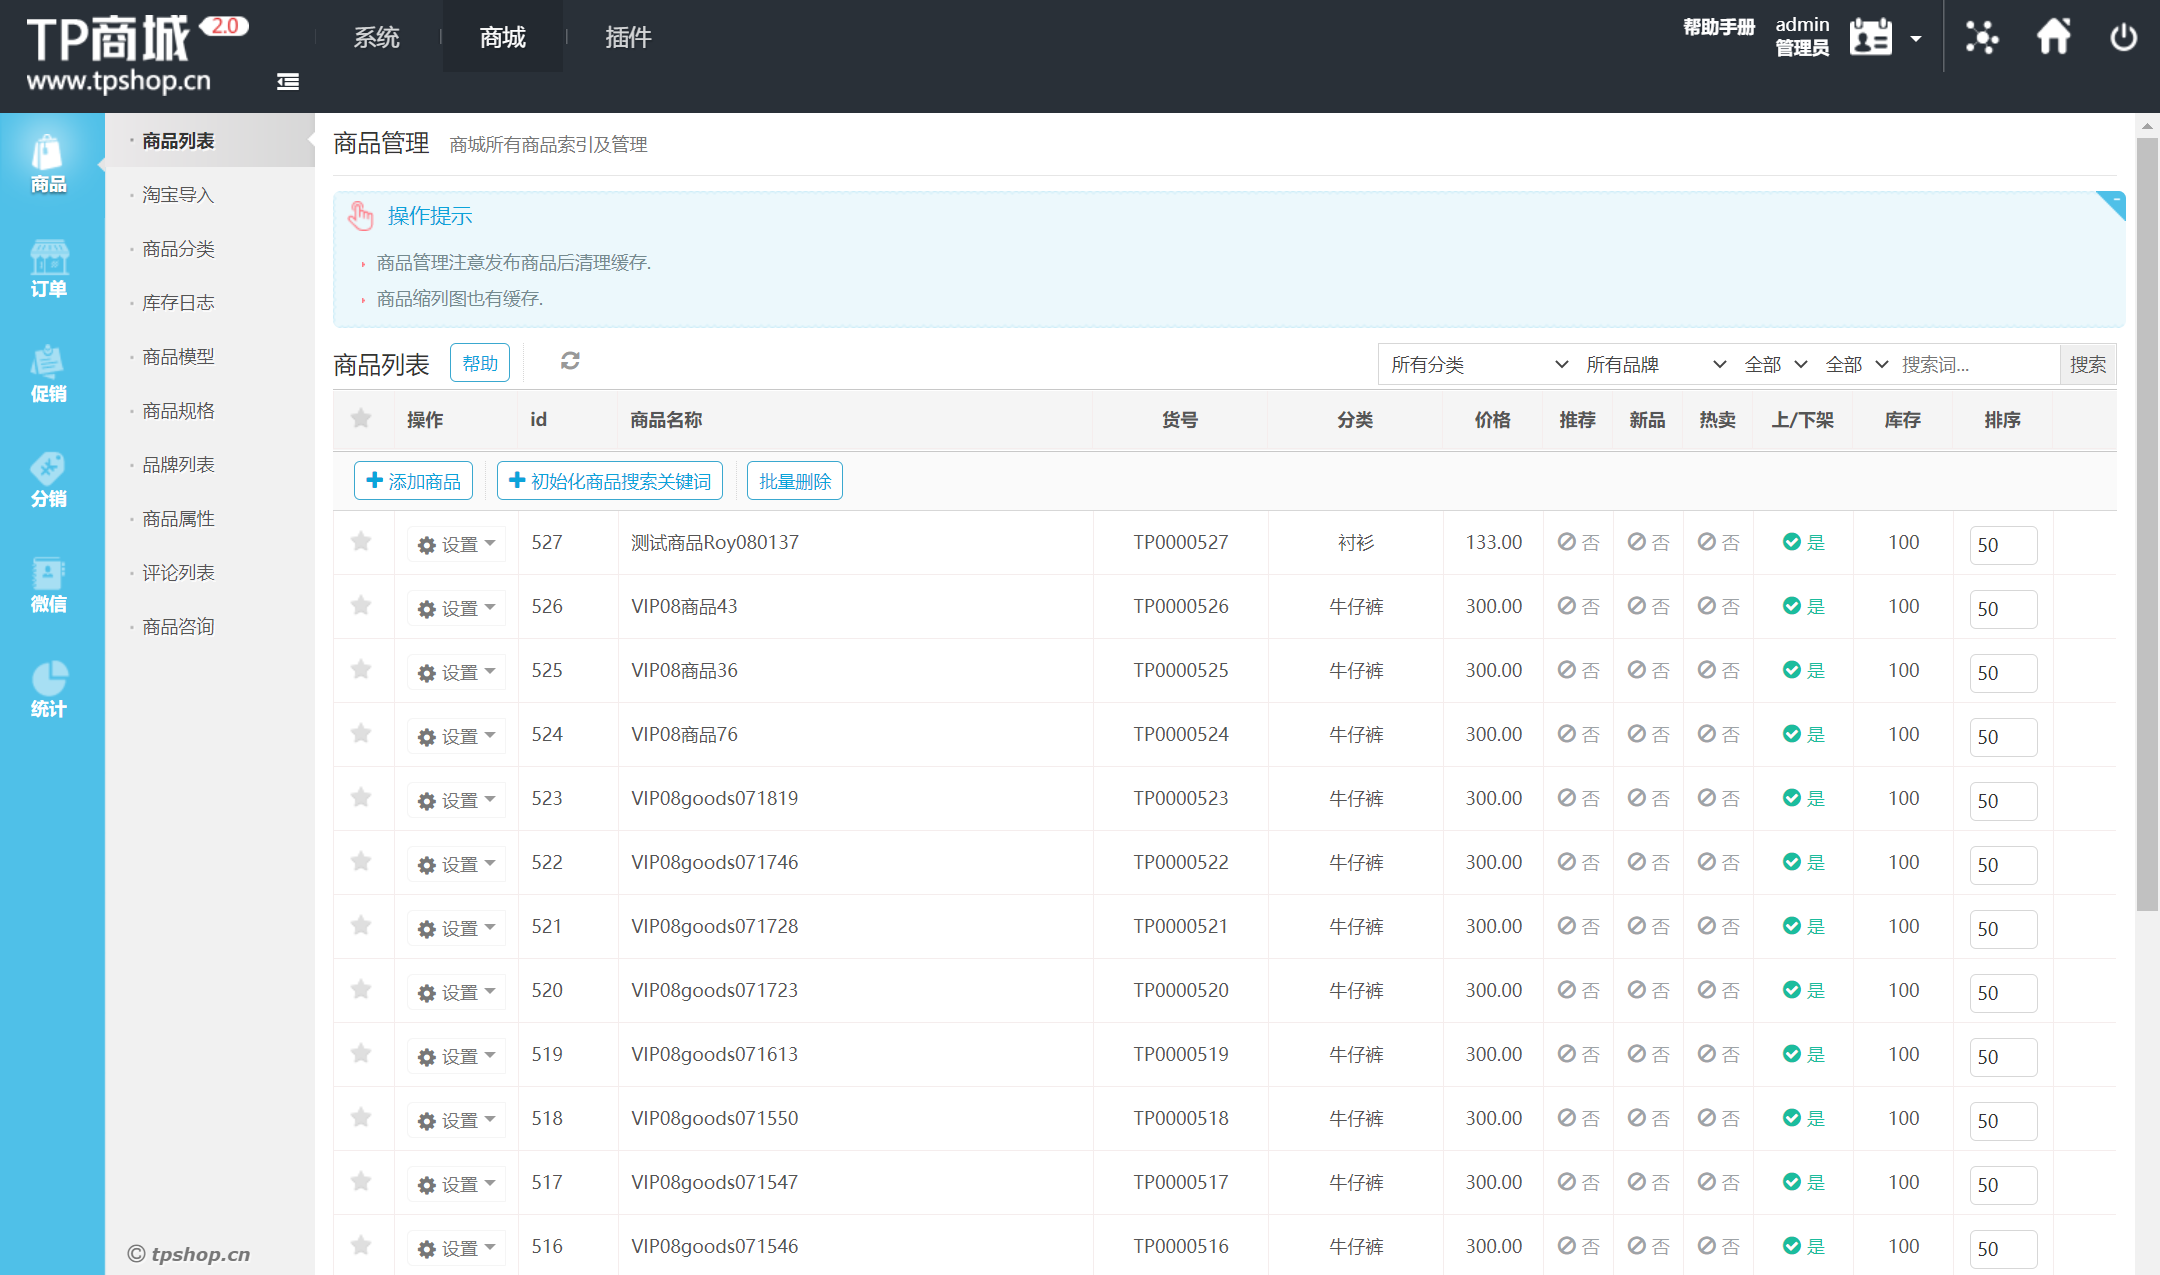 TP商城 2.0
www.tpshop.cn
系统 商城 插件
帮助手册 admin
管理员
商品
订单
促销
分销
微信
统计
商品列表
淘宝导入
商品分类
库存日志
商品模型
商品规格
品牌列表
商品属性
评论列表
商品咨询
© tpshop.cn
商品管理 商城所有商品索引及管理
操作提示
商品管理注意发布商品后清理缓存.
商品缩列图也有缓存.
商品列表 帮助 所有分类 所有品牌 全部 全部 搜索词... 搜索
操作 id 商品名称 货号 分类 价格 推荐 新品 热卖 上/下架 库存 排序
添加商品 初始化商品搜索关键词 批量删除
设置 527 测试商品Roy080137 TP0000527 衬衫 133.00 否 否 否 是 100 50
设置 526 VIP08商品43 TP0000526 牛仔裤 300.00 否 否 否 是 100 50
设置 525 VIP08商品36 TP0000525 牛仔裤 300.00 否 否 否 是 100 50
设置 524 VIP08商品76 TP0000524 牛仔裤 300.00 否 否 否 是 100 50
设置 523 VIP08goods071819 TP0000523 牛仔裤 300.00 否 否 否 是 100 50
设置 522 VIP08goods071746 TP0000522 牛仔裤 300.00 否 否 否 是 100 50
设置 521 VIP08goods071728 TP0000521 牛仔裤 300.00 否 否 否 是 100 50
设置 520 VIP08goods071723 TP0000520 牛仔裤 300.00 否 否 否 是 100 50
设置 519 VIP08goods071613 TP0000519 牛仔裤 300.00 否 否 否 是 100 50
设置 518 VIP08goods071550 TP0000518 牛仔裤 300.00 否 否 否 是 100 50
设置 517 VIP08goods071547 TP0000517 牛仔裤 300.00 否 否 否 是 100 50
设置 516 VIP08goods071546 TP0000516 牛仔裤 300.00 否 否 否 是 100 50